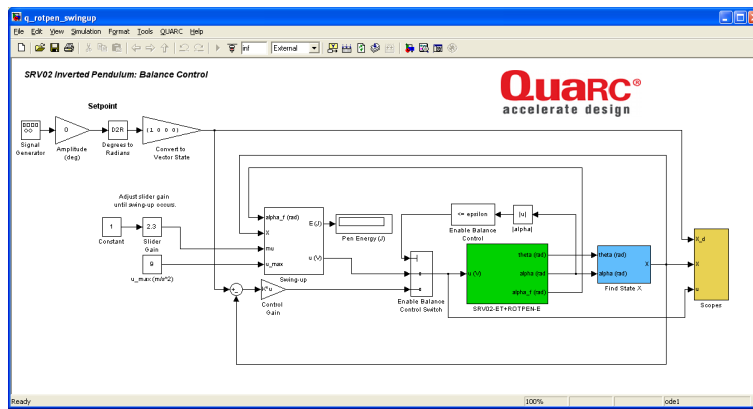 q_rotpen_swingup
File Edit View Simulation Format Tools QUARC Help
inf
External
SRV02 Inverted Pendulum: Balance Control
QUARC®
accelerate design
Setpoint
Signal
Generator
0
Amplitude
(deg)
D2R
Degrees to
Radians
(1 0 0 0)
Convert to
Vector State
Adjust slider gain
until swing-up occurs.
1
Constant
2.3
Slider
Gain
9
u_max (m/s^2)
alpha_f (rad)
X
mu
u_max
E (J)
u (V)
Swing-up
Pen Energy (J)
K*u
Control
Gain
<= epsilon
Enable Balance
Control
|u|
|alpha|
Enable Balance
Control Switch
u (V)
theta (rad)
alpha (rad)
alpha_f (rad)
SRV02-ET+ROTPEN-E
theta (rad)
alpha (rad)
X
Find State X
X_d
X
u
Scopes
Ready
100%
ode1